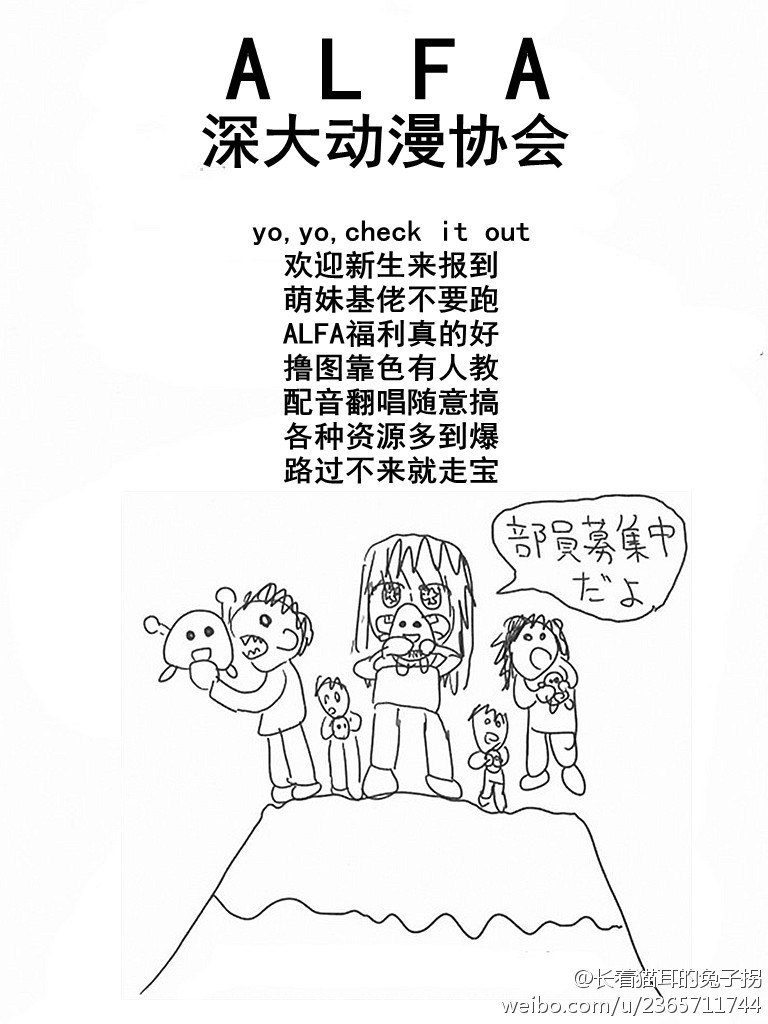 ALFA
深大动漫协会
yo,yo,check it out
欢迎新生来报到
萌妹基佬不要跑
ALFA福利真的好
撸图靠色有人教
配音翻唱随意搞
各种资源多到爆
路过不来就走宝
部員募集中
だよ
@长着猫耳的兔子拐
weibo.com/u/2365711744